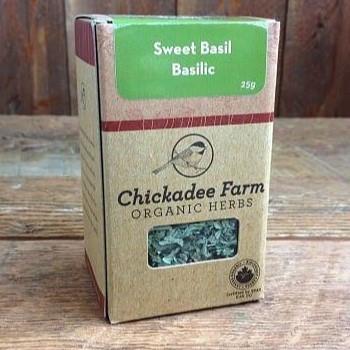 Sweet Basil
Basilic
25g
Chickadee Farm
ORGANIC HERBS